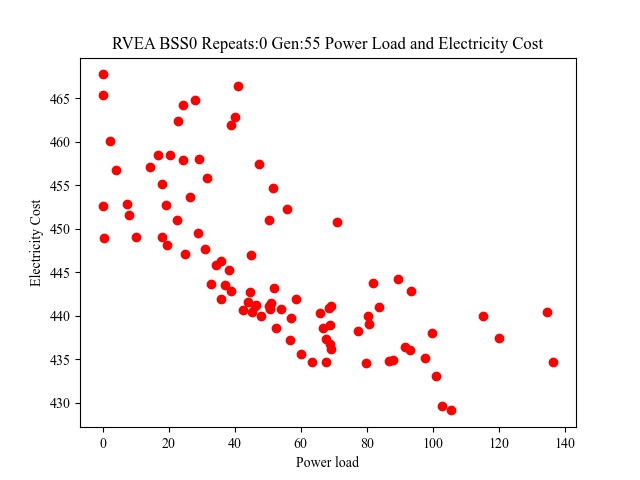 RVEA BSS0 Repeats:0 Gen:55 Power Load and Electricity Cost
Electricity Cost
465
460
455
450
445
440
435
430
0 20 40 60 80 100 120 140
Power load